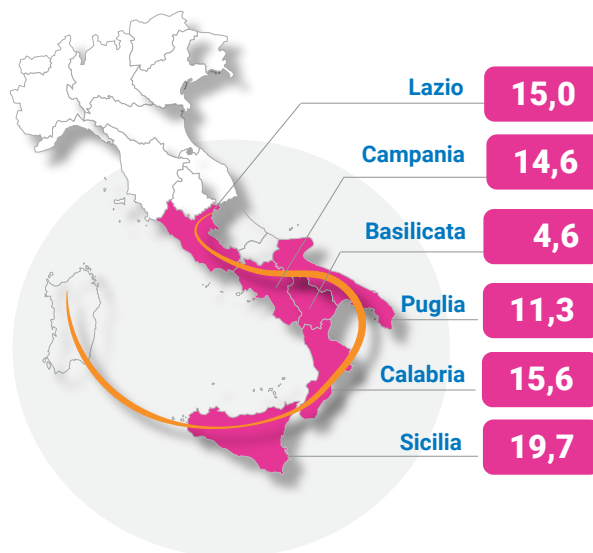 Lazio 15,0
Campania 14,6
Basilicata 4,6
Puglia 11,3
Calabria 15,6
Sicilia 19,7